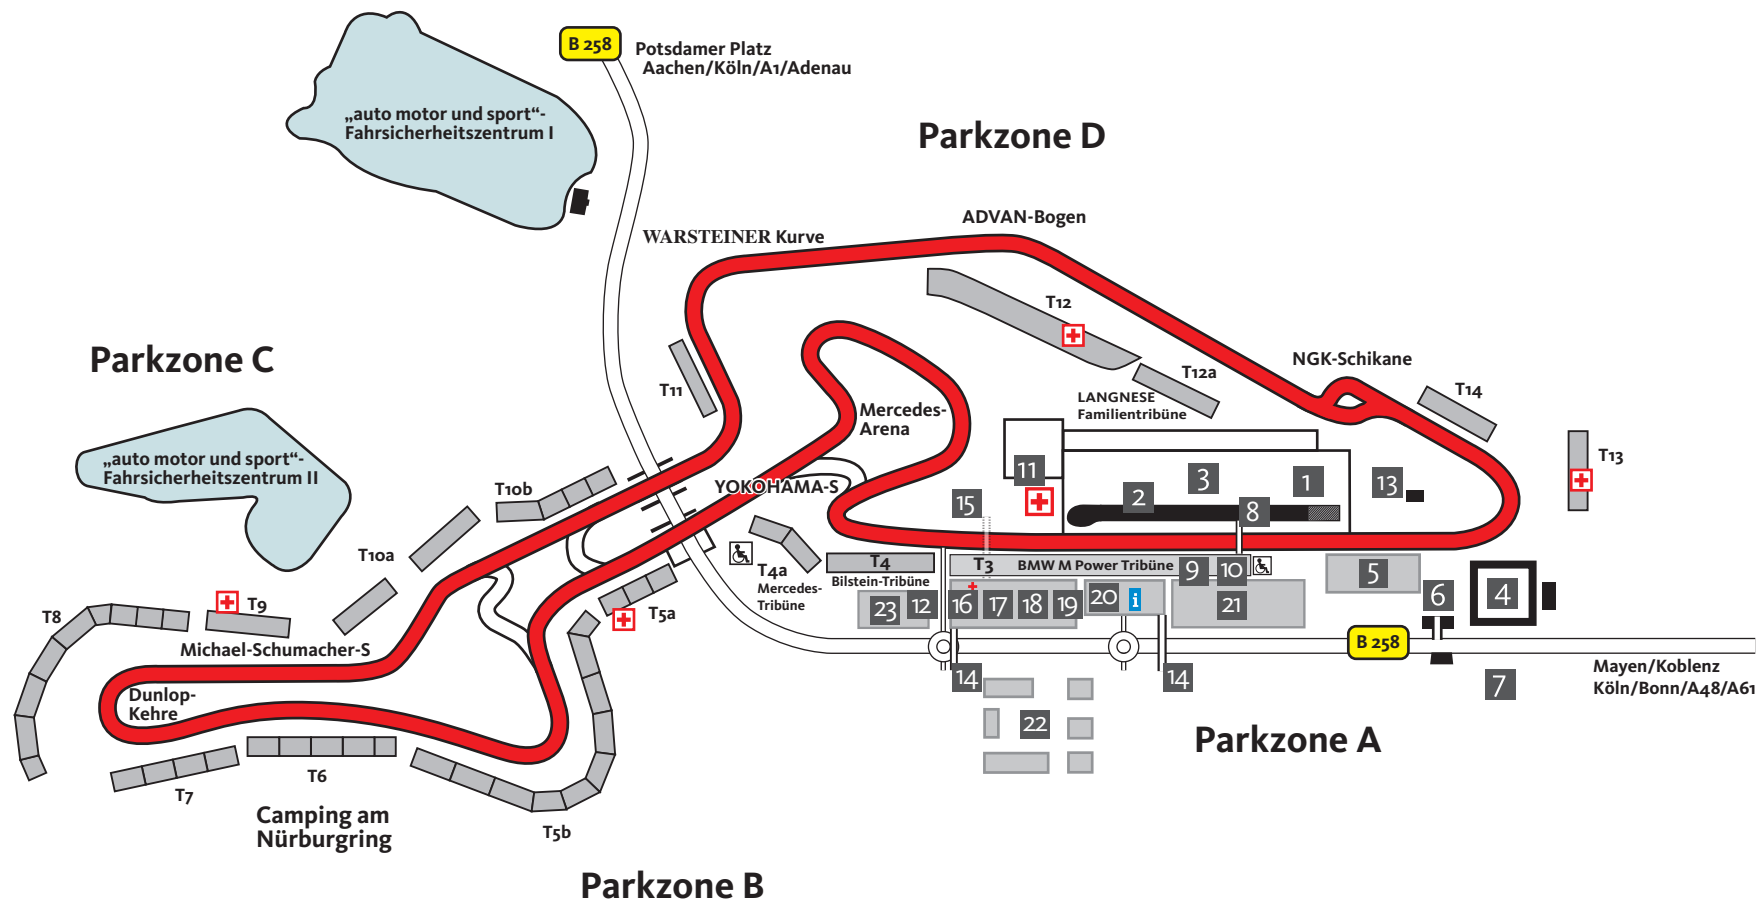 B 258
Potsdamer Platz
Aachen/Köln/A1/Adenau
„auto motor und sport“-
Fahrsicherheitszentrum I
Parkzone D
ADVAN-Bogen
WARSTEINER Kurve
T12
NGK-Schikane
Parkzone C
T11
T12a
T14
LANGNESE
Familientribüne
Mercedes-
Arena
„auto motor und sport“-
Fahrsicherheitszentrum II
T13
T10b
YOKOHAMA-S
11
3
1
13
2
15
8
T10a
T4a
Mercedes-
Tribüne
T4
Bilstein-Tribüne
T3
BMW M Power Tribüne
9
10
5
6
4
T8
T9
T5a
23
12
16
17
18
19
20
i
21
Michael-Schumacher-S
B 258
Mayen/Koblenz
Köln/Bonn/A48/A61
14
14
7
Dunlop-
Kehre
22
Parkzone A
T6
T7
Camping am
Nürburgring
T5b
Parkzone B